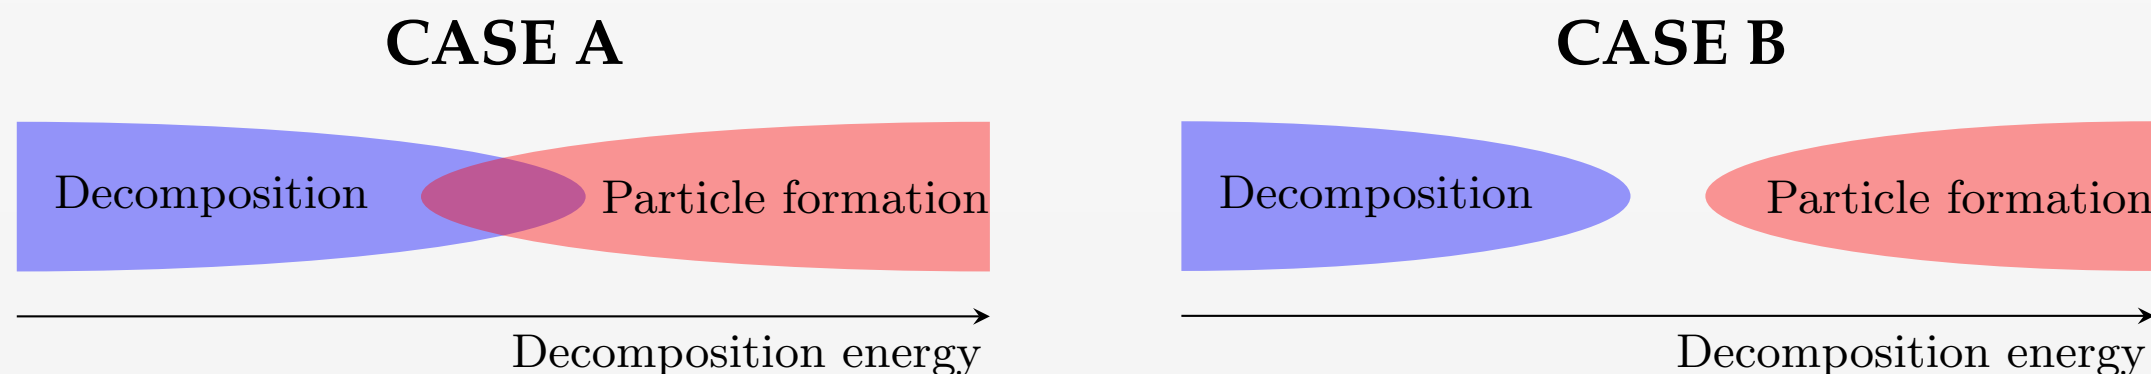 CASE A
Decomposition
Particle formation
Decomposition energy
CASE B
Decomposition
Particle formation
Decomposition energy